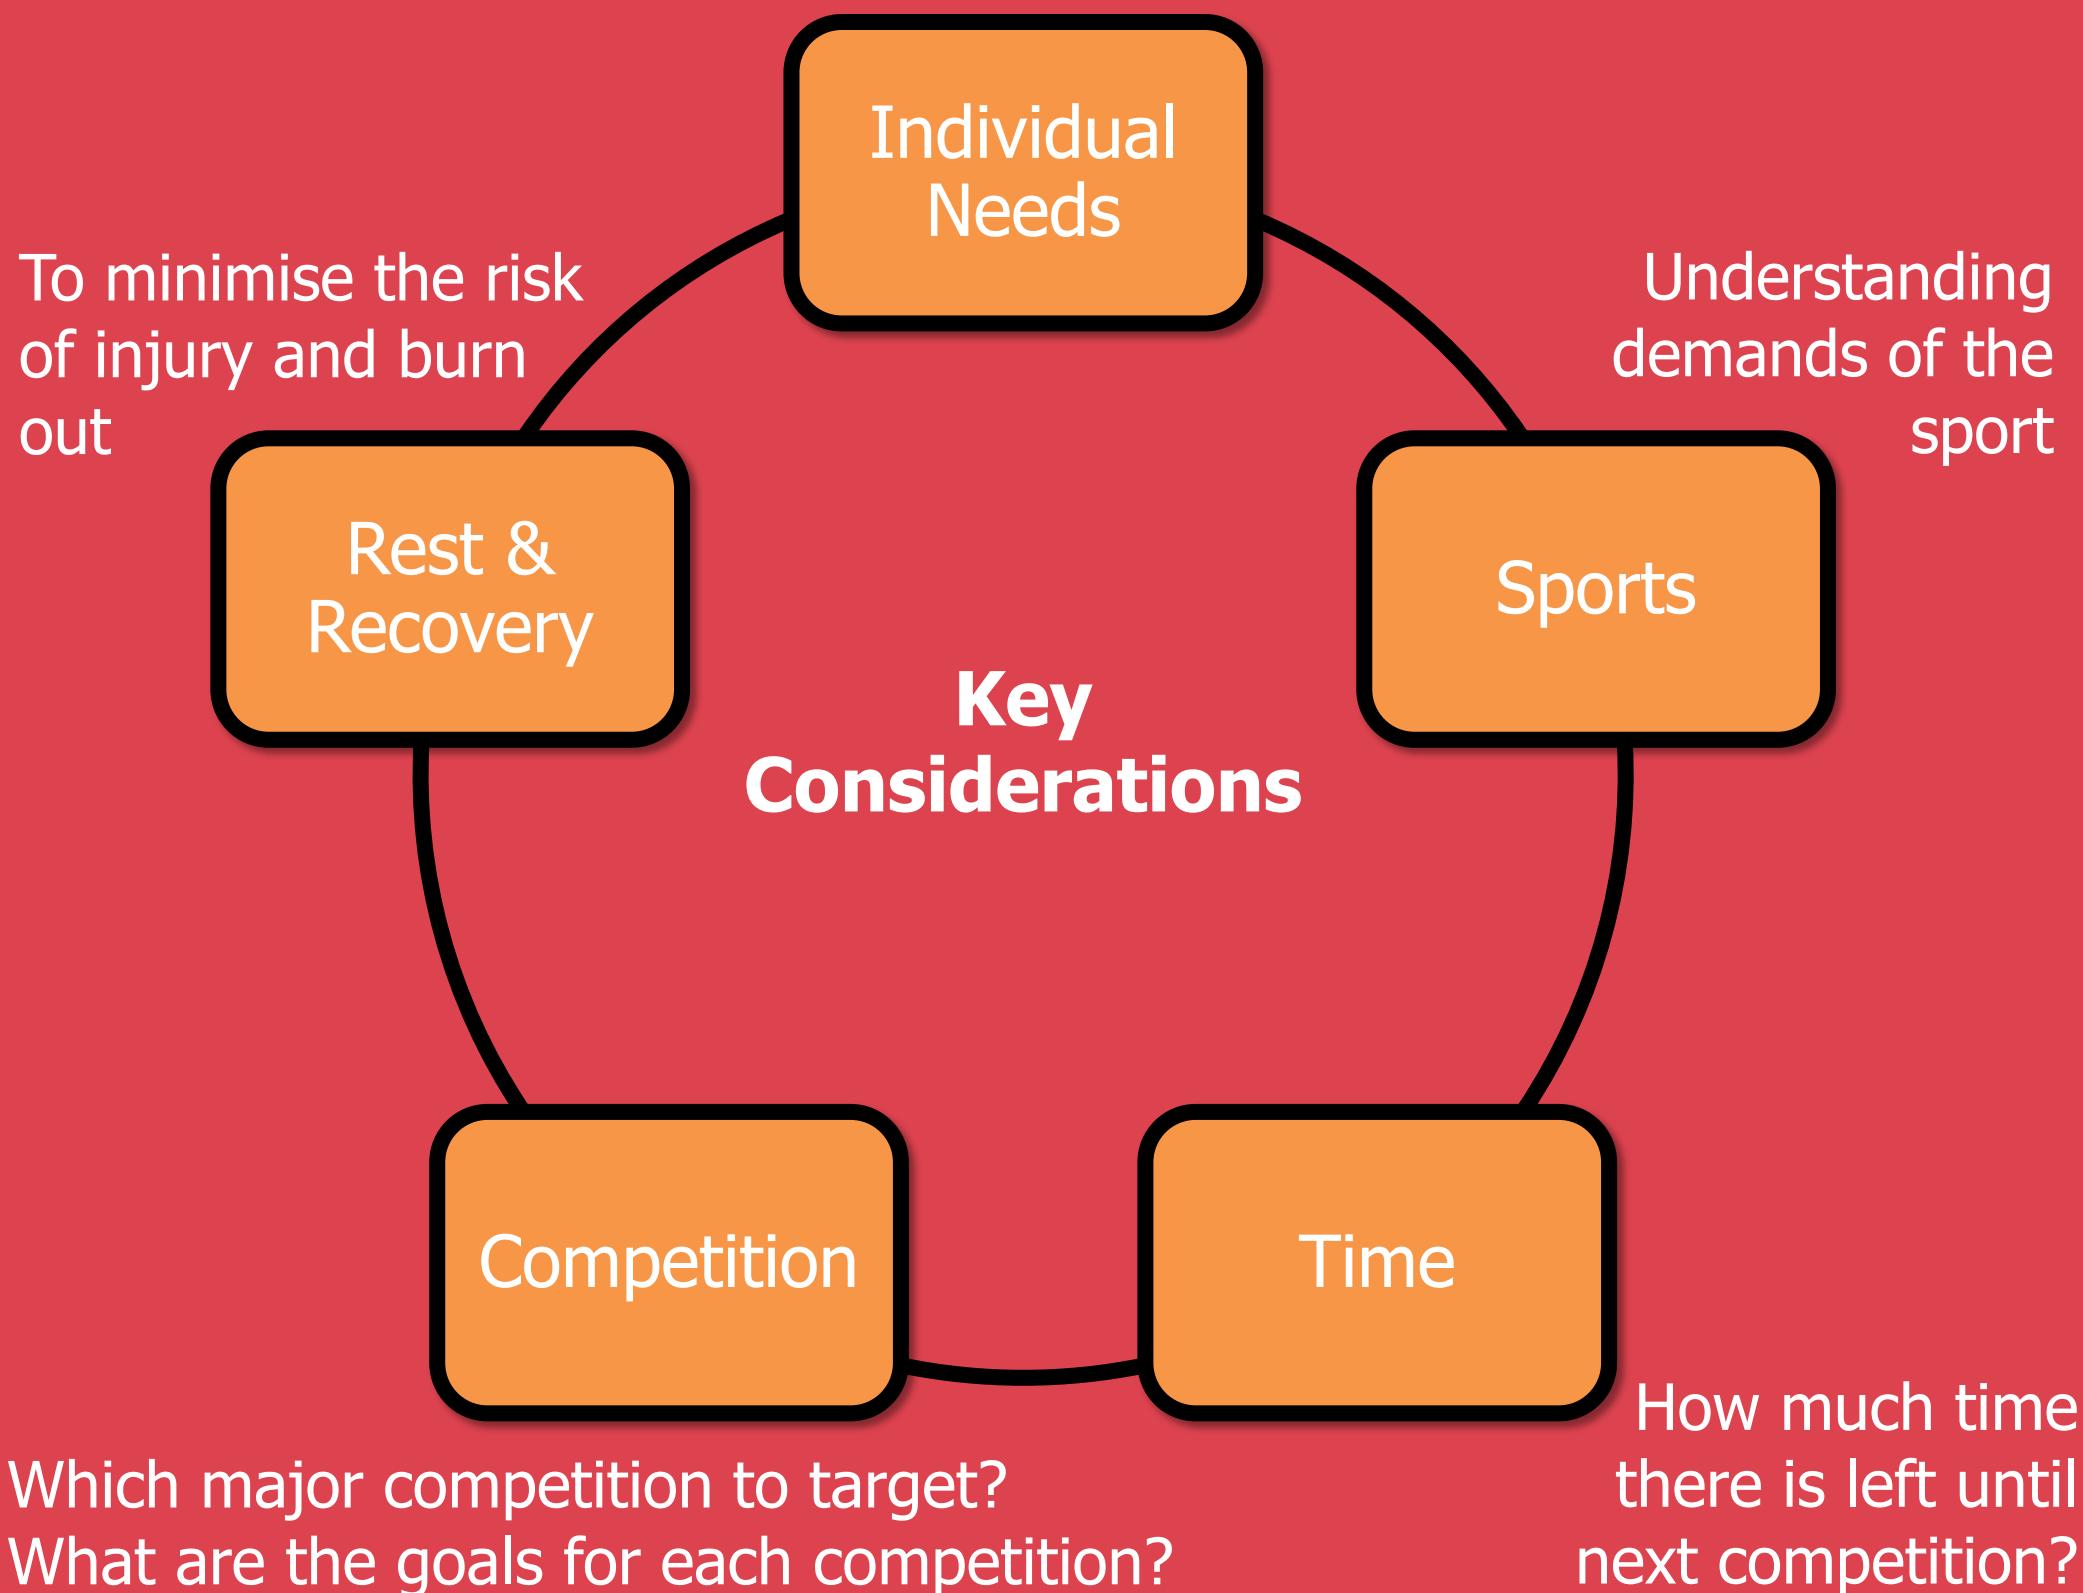 Individual
Needs
To minimise the risk
of injury and burn
out
Understanding
demands of the
sport
Rest &
Recovery
Sports
Key
Considerations
Competition
Time
Which major competition to target?
What are the goals for each competition?
How much time
there is left until
next competition?